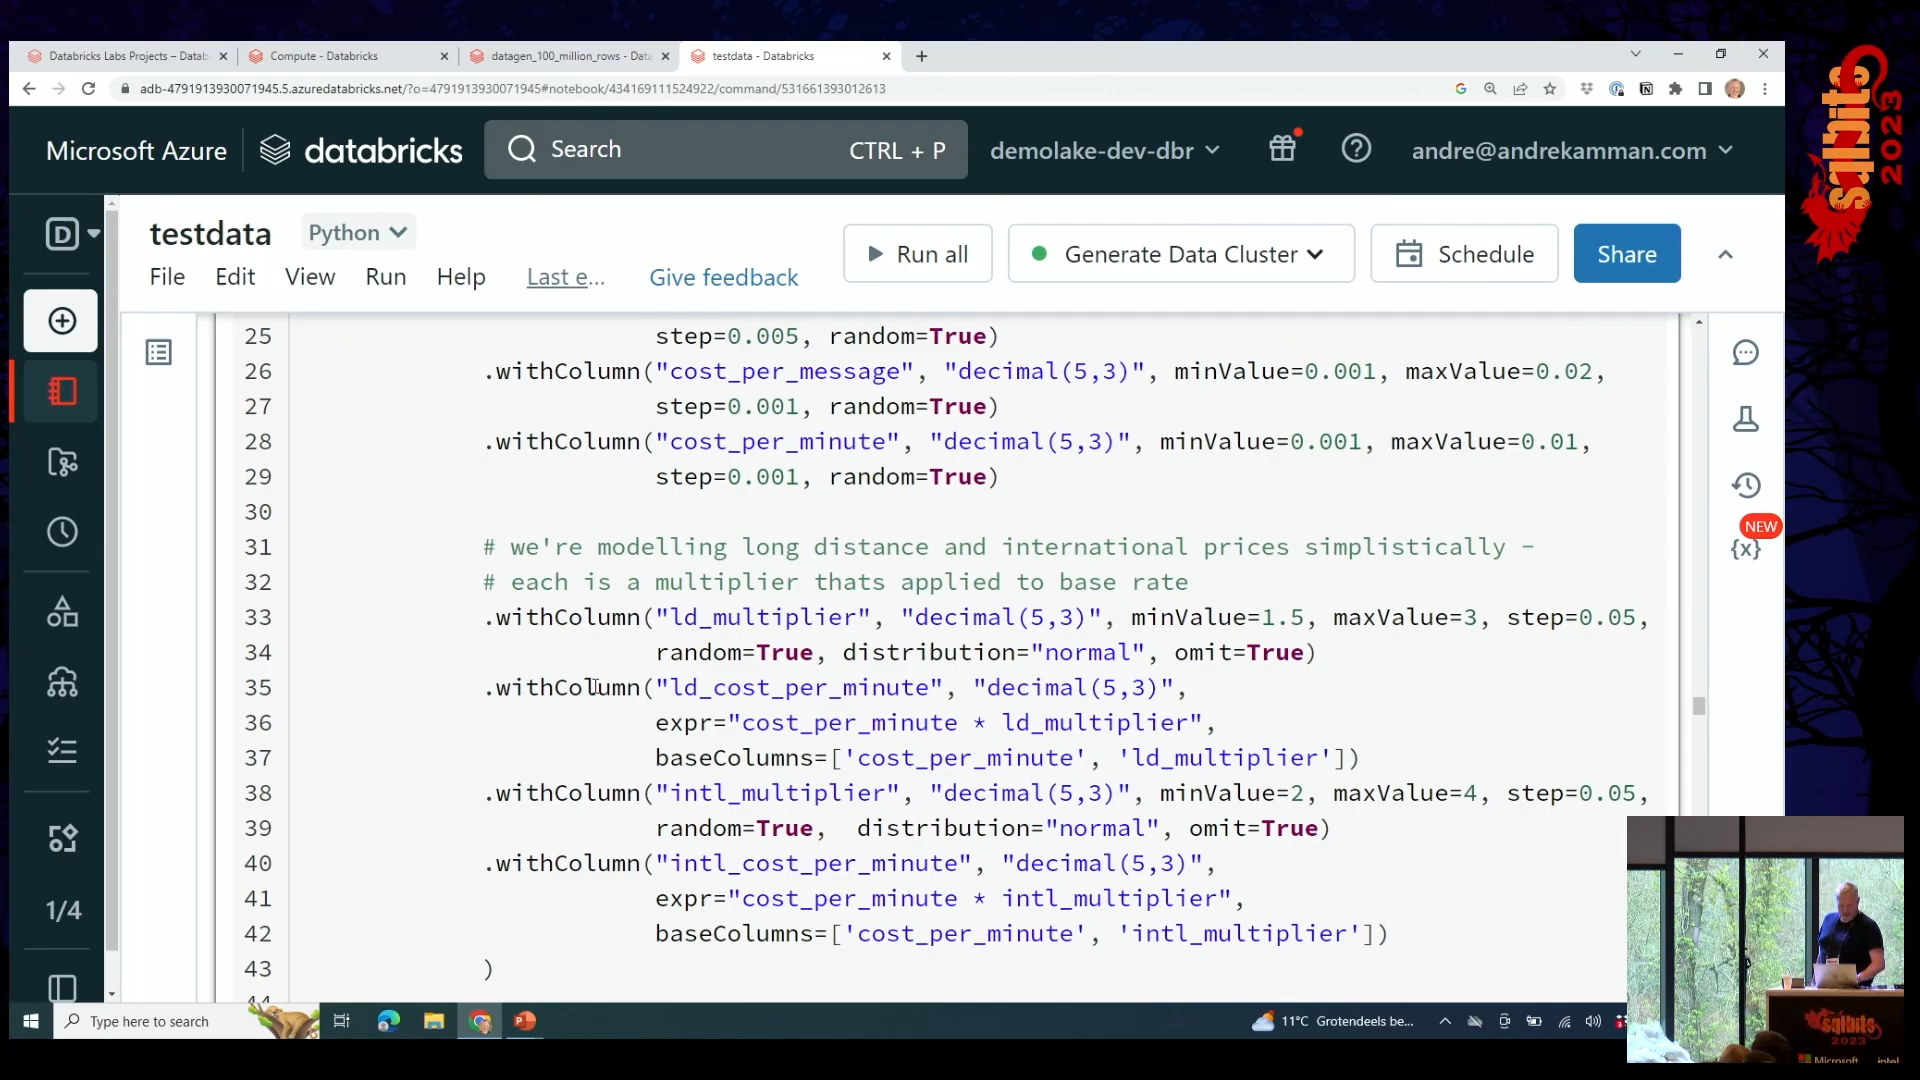 Databricks Labs Projects – Datab
Compute - Databricks
datagen_100_million_rows - Data
testdata - Databricks
adb-4791913930071945.5.azuredatabricks.net/?o=4791913930071945#notebook/434169111524922/command/531661393012613
sqlbits
2023
Microsoft Azure
databricks
Search
CTRL + P
demolake-dev-dbr
andre@andrekamman.com
D
testdata
Python
Run all
Generate Data Cluster
Schedule
Share
File
Edit
View
Run
Help
Last e...
Give feedback
25 step=0.005, random=True)
26 .withColumn("cost_per_message", "decimal(5,3)", minValue=0.001, maxValue=0.02,
27 step=0.001, random=True)
28 .withColumn("cost_per_minute", "decimal(5,3)", minValue=0.001, maxValue=0.01,
29 step=0.001, random=True)
30
31 # we're modelling long distance and international prices simplistically -
32 # each is a multiplier thats applied to base rate
33 .withColumn("ld_multiplier", "decimal(5,3)", minValue=1.5, maxValue=3, step=0.05,
34 random=True, distribution="normal", omit=True)
35 .withColumn("ld_cost_per_minute", "decimal(5,3)",
36 expr="cost_per_minute * ld_multiplier",
37 baseColumns=['cost_per_minute', 'ld_multiplier'])
38 .withColumn("intl_multiplier", "decimal(5,3)", minValue=2, maxValue=4, step=0.05,
39 random=True, distribution="normal", omit=True)
40 .withColumn("intl_cost_per_minute", "decimal(5,3)",
41 expr="cost_per_minute * intl_multiplier",
42 baseColumns=['cost_per_minute', 'intl_multiplier'])
43 )
44
NEW
{x}
1/4
Type here to search
11°C Grotendeels be...
sqlbits
2023
Microsoft intel